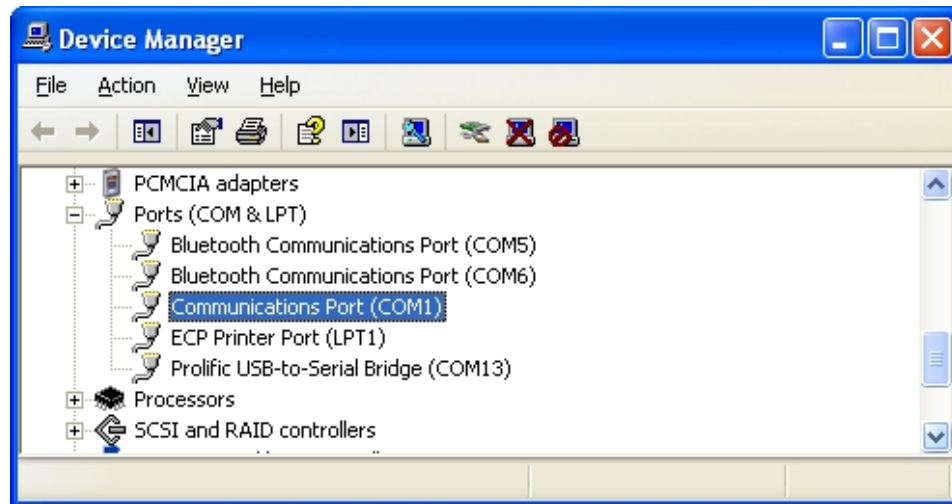 Device Manager
File Action View Help
PCMCIA adapters
Ports (COM & LPT)
Bluetooth Communications Port (COM5)
Bluetooth Communications Port (COM6)
Communications Port (COM1)
ECP Printer Port (LPT1)
Prolific USB-to-Serial Bridge (COM13)
Processors
SCSI and RAID controllers